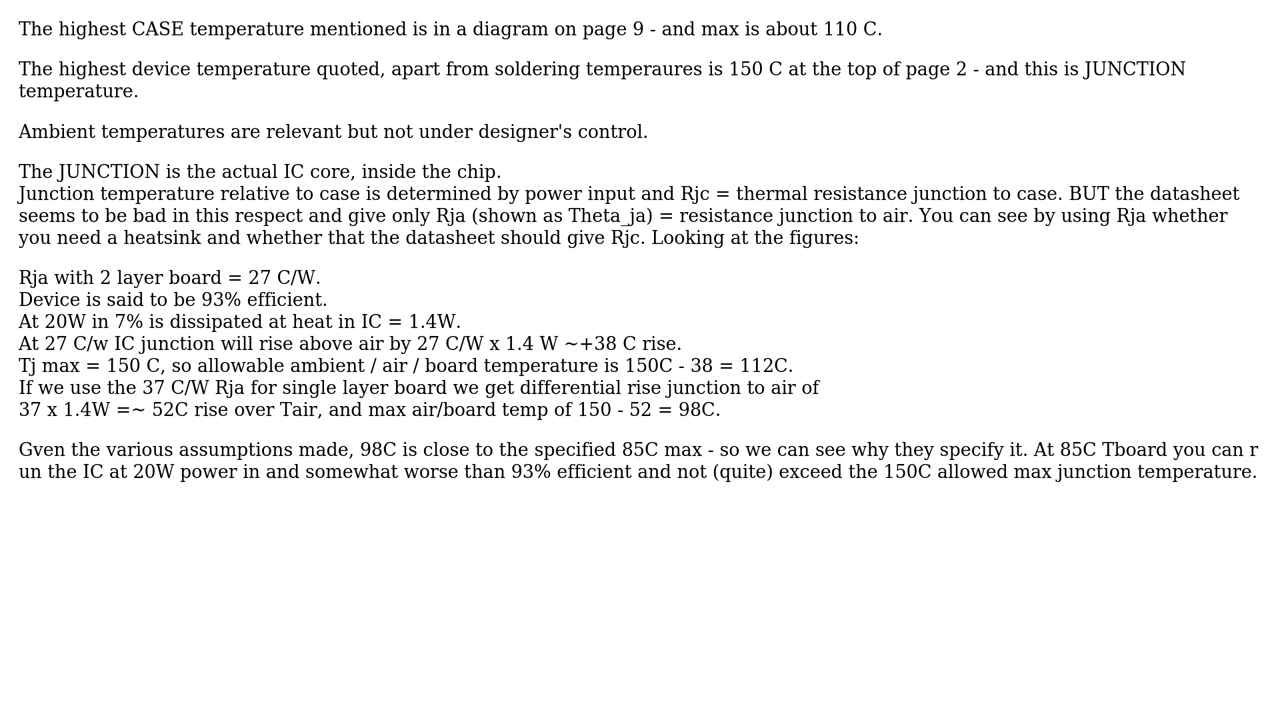 The highest CASE temperature mentioned is in a diagram on page 9 - and max is about 110 C.
The highest device temperature quoted, apart from soldering temperaures is 150 C at the top of page 2 - and this is JUNCTION
temperature.
Ambient temperatures are relevant but not under designer's control.
The JUNCTION is the actual IC core, inside the chip.
Junction temperature relative to case is determined by power input and Rjc = thermal resistance junction to case. BUT the datasheet
seems to be bad in this respect and give only Rja (shown as Theta_ja) = resistance junction to air. You can see by using Rja whether
you need a heatsink and whether that the datasheet should give Rjc. Looking at the figures:
Rja with 2 layer board = 27 C/W.
Device is said to be 93% efficient.
At 20W in 7% is dissipated at heat in IC = 1.4W.
At 27 C/w IC junction will rise above air by 27 C/W x 1.4 W ~+38 C rise.
Tj max = 150 C, so allowable ambient / air / board temperature is 150C - 38 = 112C.
If we use the 37 C/W Rja for single layer board we get differential rise junction to air of
37 x 1.4W =~ 52C rise over Tair, and max air/board temp of 150 - 52 = 98C.
Gven the various assumptions made, 98C is close to the specified 85C max - so we can see why they specify it. At 85C Tboard you can r
un the IC at 20W power in and somewhat worse than 93% efficient and not (quite) exceed the 150C allowed max junction temperature.